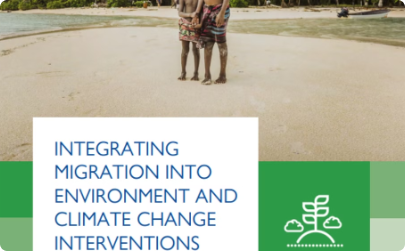 INTEGRATING
MIGRATION INTO
ENVIRONMENT AND
CLIMATE CHANGE
INTERVENTIONS